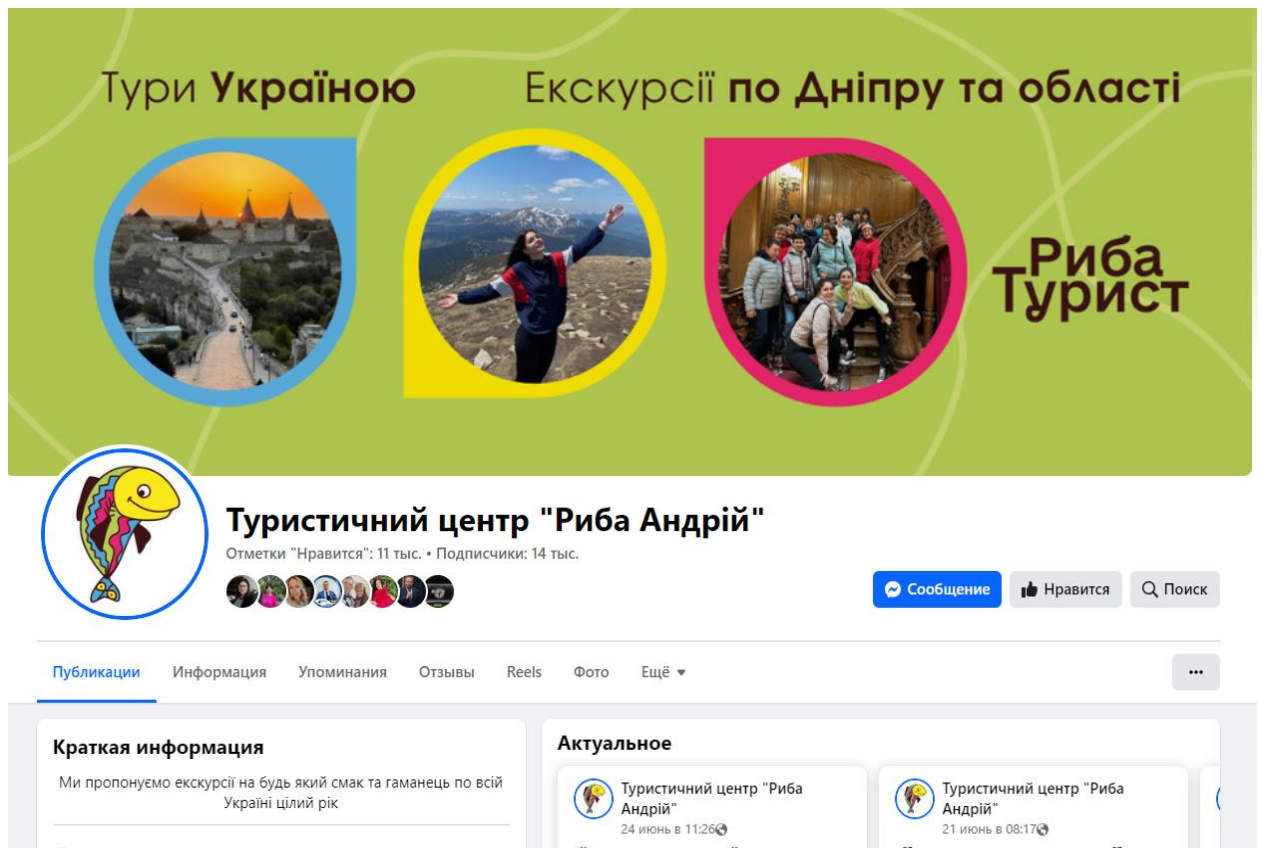 Тури Україною
Екскурсії по Дніпру та області
Риба
Турист
Туристичний центр "Риба Андрій"
Отметки "Нравится": 11 тыс. • Подписчики: 14 тыс.
Сообщение
Нравится
Поиск
Публикации
Информация
Упоминания
Отзывы
Reels
Фото
Ещё
Краткая информация
Ми пропонуємо екскурсії на будь який смак та гаманець по всій
Україні цілий рік
Актуальное
Туристичний центр "Риба
Андрій"
24 июнь в 11:26
Туристичний центр "Риба
Андрій"
21 июнь в 08:17